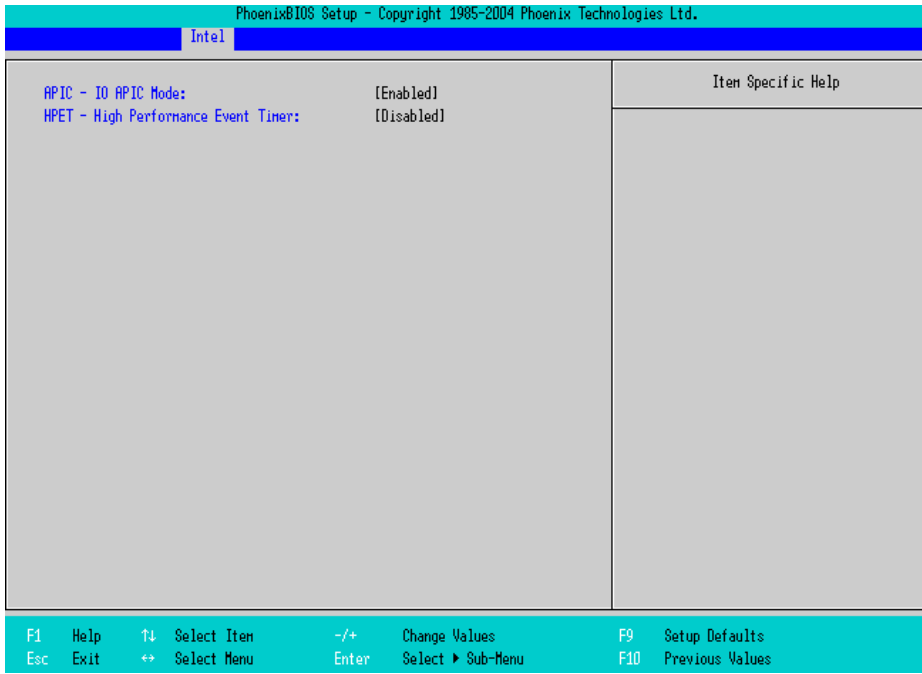 PhoenixBIOS Setup - Copyright 1985-2004 Phoenix Technologies Ltd.
Intel
APIC - IO APIC Mode: [Enabled]
HPET - High Performance Event Timer: [Disabled]
Item Specific Help
F1 Help ↑↓ Select Item -/+ Change Values F9 Setup Defaults
Esc Exit ↔ Select Menu Enter Select ▶ Sub-Menu F10 Previous Values